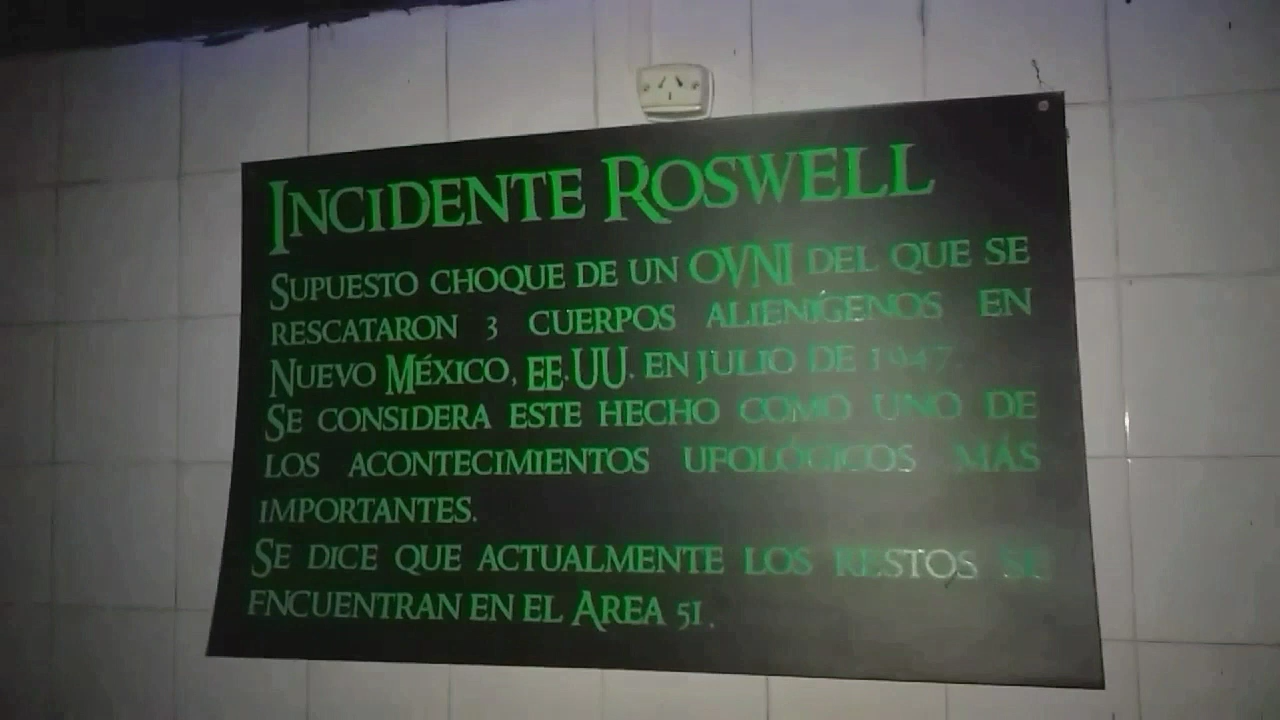 INCIDENTE ROSWELL
SUPUESTO CHOQUE DE UN OVNI DEL QUE SE
RESCATARON 3 CUERPOS ALIENÍGENOS EN
NUEVO MÉXICO, EE.UU. EN JULIO DE 1947.
SE CONSIDERA ESTE HECHO COMO UNO DE
LOS ACONTECIMIENTOS UFOLÓGICOS MÁS
IMPORTANTES.
SE DICE QUE ACTUALMENTE LOS RESTOS SE
ENCUENTRAN EN EL AREA 51.